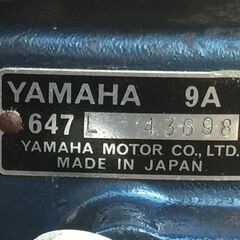 YAMAHA 9A
647 L 43698
YAMAHA MOTOR CO., LTD.
MADE IN JAPAN